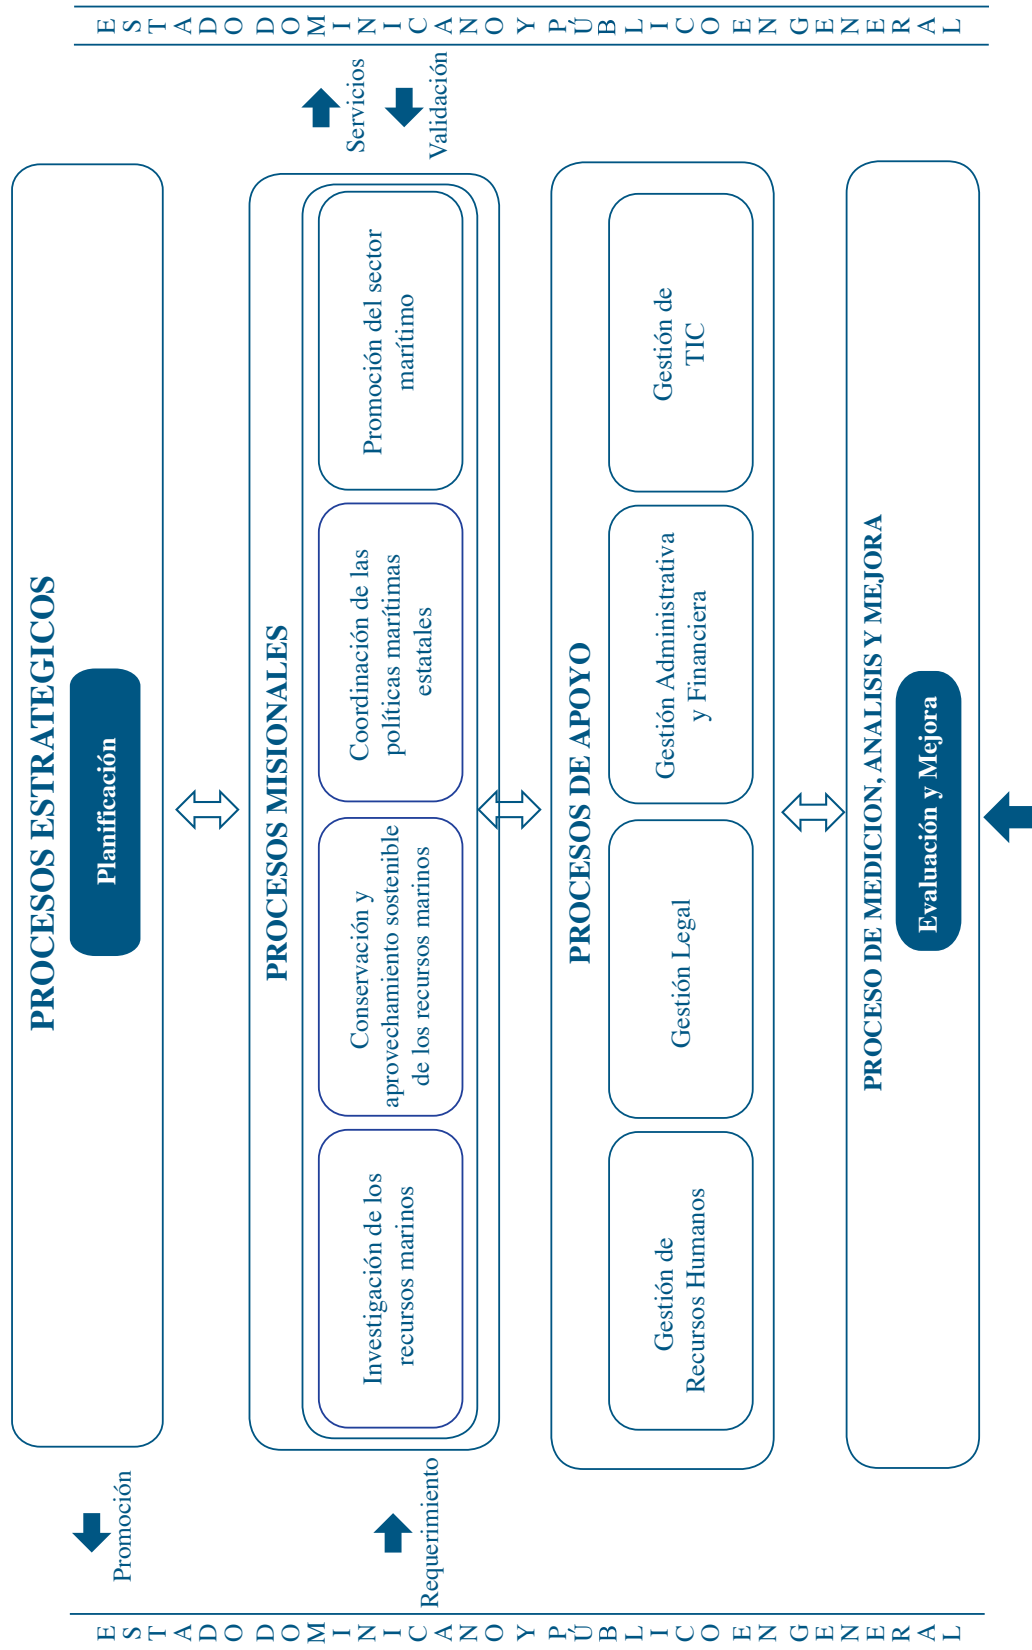 ESTADO DOMINICANO Y PÚBLICO EN GENERAL
Promoción
Requerimiento
PROCESOS ESTRATEGICOS
Planificación
PROCESOS MISIONALES
Investigación de los
recursos marinos
Conservación y
aprovechamiento sostenible
de los recursos marinos
Coordinación de las
políticas marítimas
estatales
Promoción del sector
marítimo
PROCESOS DE APOYO
Gestión de
Recursos Humanos
Gestión Legal
Gestión Administrativa
y Financiera
Gestión de
TIC
PROCESO DE MEDICION, ANALISIS Y MEJORA
Evaluación y Mejora
Servicios
Validación
ESTADO DOMINICANO Y PÚBLICO EN GENERAL